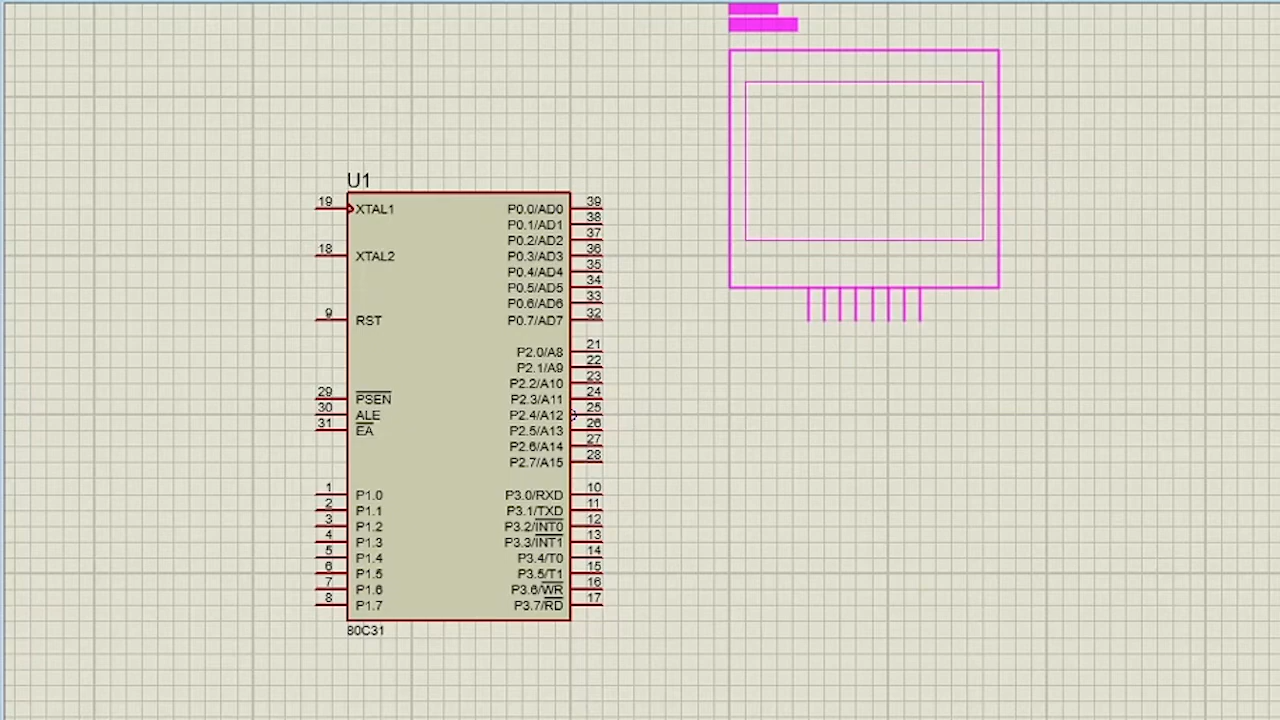 U1
19 XTAL1 P0.0/AD0 39
P0.1/AD1 38
P0.2/AD2 37
18 XTAL2 P0.3/AD3 36
P0.4/AD4 35
P0.5/AD5 34
P0.6/AD6 33
9 RST P0.7/AD7 32
P2.0/A8 21
P2.1/A9 22
P2.2/A10 23
29 PSEN P2.3/A11 24
30 ALE P2.4/A12 25
31 EA P2.5/A13 26
P2.6/A14 27
P2.7/A15 28
1 P1.0 P3.0/RXD 10
2 P1.1 P3.1/TXD 11
3 P1.2 P3.2/INT0 12
4 P1.3 P3.3/INT1 13
5 P1.4 P3.4/T0 14
6 P1.5 P3.5/T1 15
7 P1.6 P3.6/WR 16
8 P1.7 P3.7/RD 17
80C31